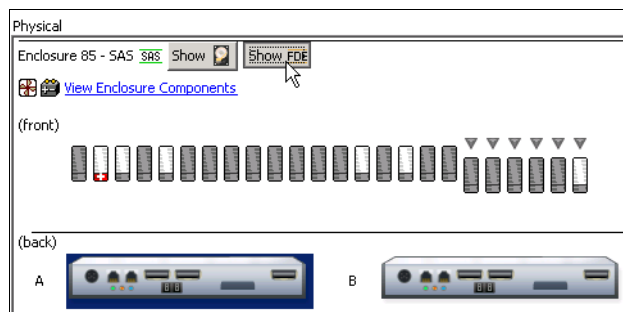 Physical
Enclosure 85 - SAS SAS Show Show FDE
View Enclosure Components
(front)
(back)
A B